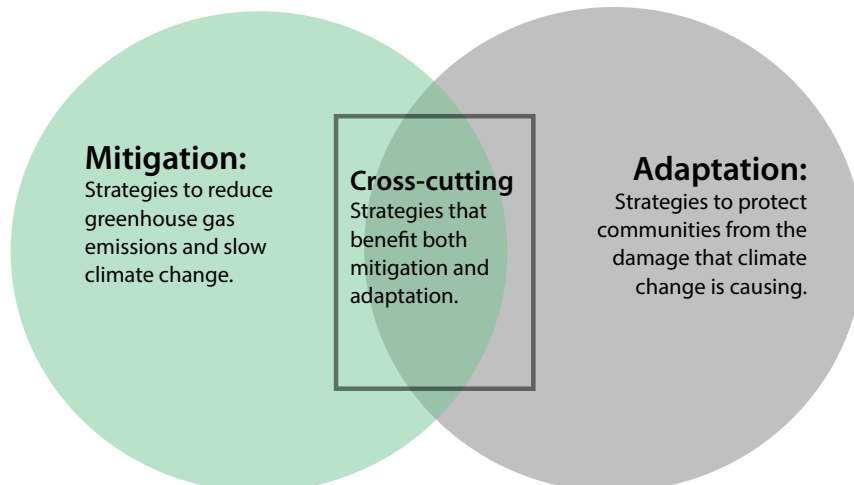 Mitigation:
Strategies to reduce
greenhouse gas
emissions and slow
climate change.
Cross-cutting
Strategies that
benefit both
mitigation and
adaptation.
Adaptation:
Strategies to protect
communities from the
damage that climate
change is causing.